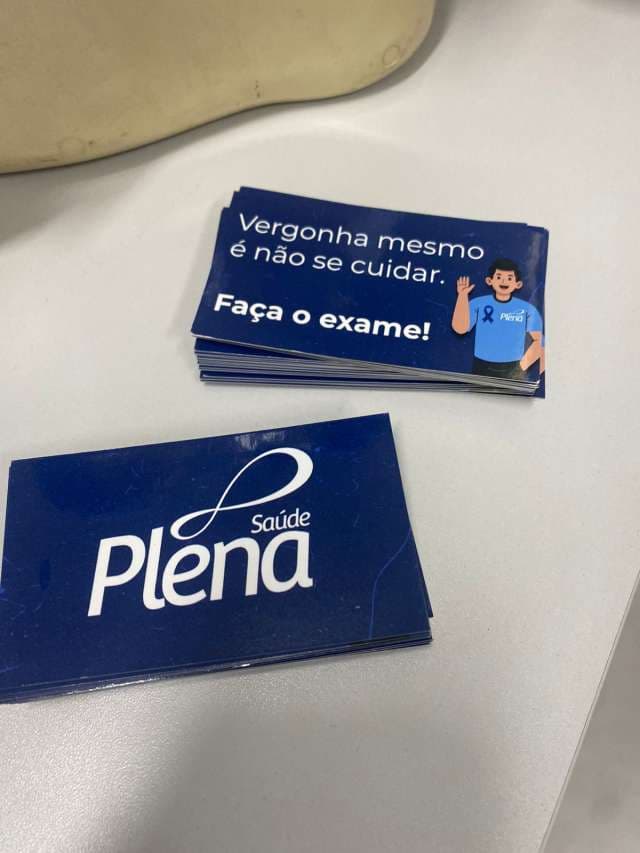 Vergonha mesmo
é não se cuidar.
Faça o exame!
Plena
Saúde
Plena